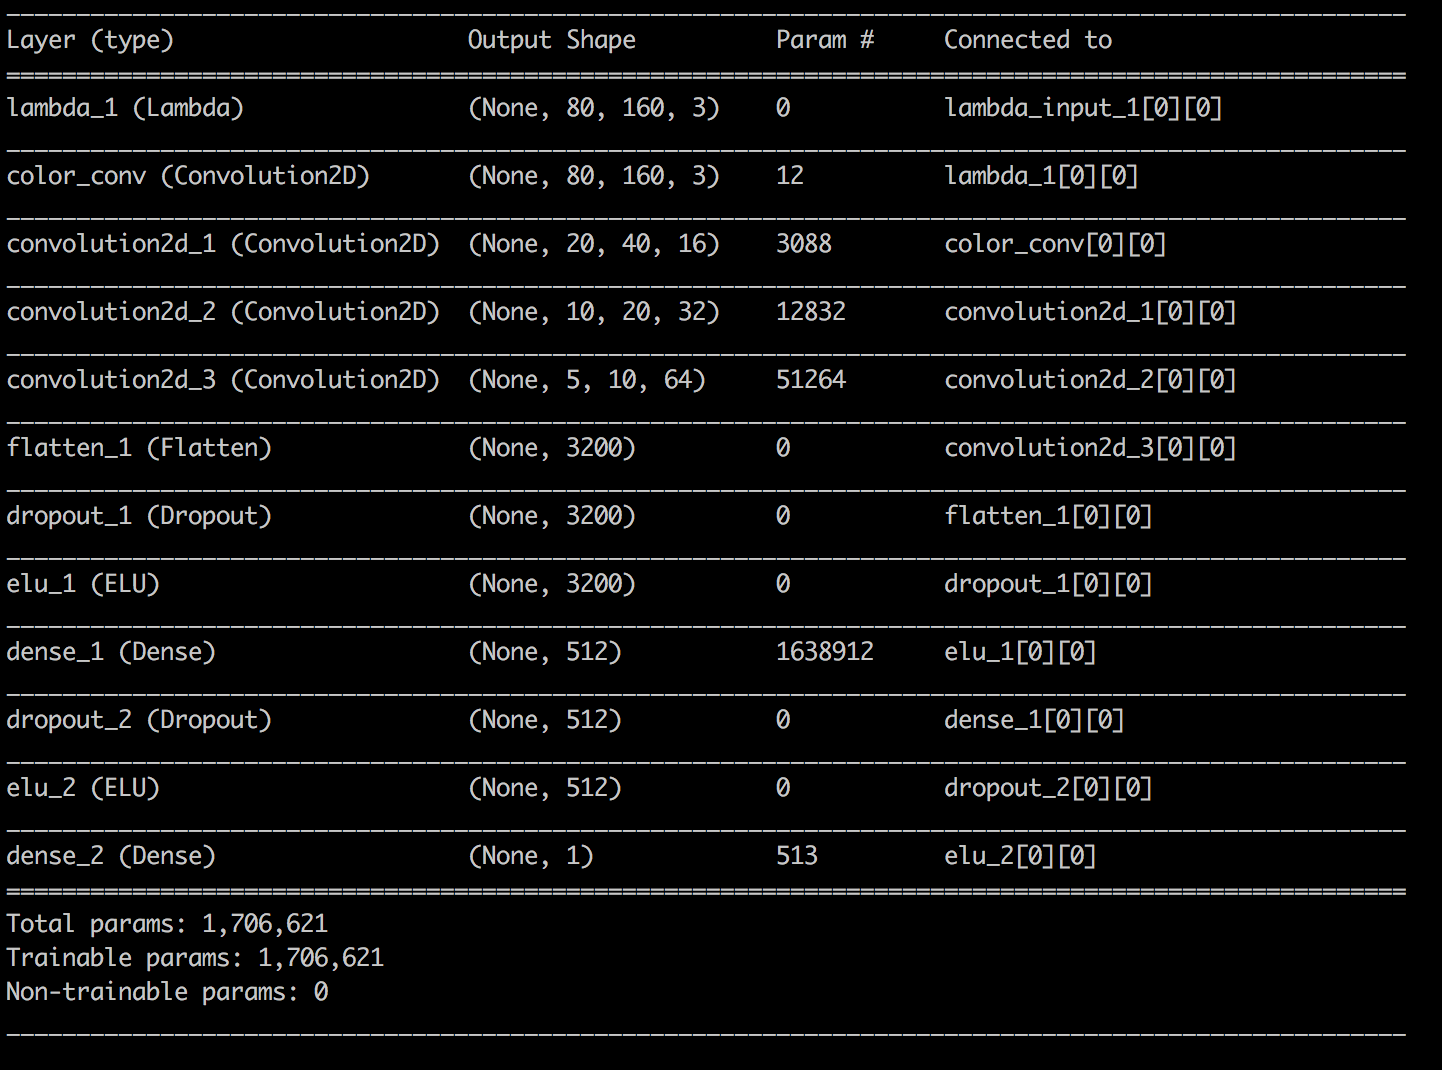 Layer (type) Output Shape Param # Connected to
lambda_1 (Lambda) (None, 80, 160, 3) 0 lambda_input_1[0][0]
color_conv (Convolution2D) (None, 80, 160, 3) 12 lambda_1[0][0]
convolution2d_1 (Convolution2D) (None, 20, 40, 16) 3088 color_conv[0][0]
convolution2d_2 (Convolution2D) (None, 10, 20, 32) 12832 convolution2d_1[0][0]
convolution2d_3 (Convolution2D) (None, 5, 10, 64) 51264 convolution2d_2[0][0]
flatten_1 (Flatten) (None, 3200) 0 convolution2d_3[0][0]
dropout_1 (Dropout) (None, 3200) 0 flatten_1[0][0]
elu_1 (ELU) (None, 3200) 0 dropout_1[0][0]
dense_1 (Dense) (None, 512) 1638912 elu_1[0][0]
dropout_2 (Dropout) (None, 512) 0 dense_1[0][0]
elu_2 (ELU) (None, 512) 0 dropout_2[0][0]
dense_2 (Dense) (None, 1) 513 elu_2[0][0]
Total params: 1,706,621
Trainable params: 1,706,621
Non-trainable params: 0